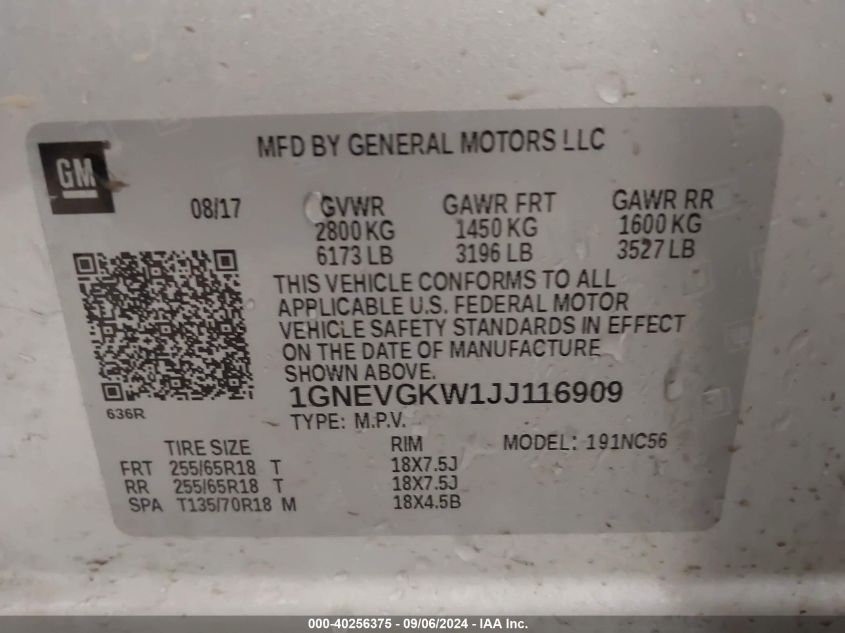 GM
MFD BY GENERAL MOTORS LLC
08/17 GVWR GAWR FRT GAWR RR
2800 KG 1450 KG 1600 KG
6173 LB 3196 LB 3527 LB
THIS VEHICLE CONFORMS TO ALL
APPLICABLE U.S. FEDERAL MOTOR
VEHICLE SAFETY STANDARDS IN EFFECT
ON THE DATE OF MANUFACTURE
SHOWN ABOVE.
1GNEVGKW1JJ116909
636R
TYPE: M.P.V.
TIRE SIZE RIM MODEL: 191NC56
FRT 255/65R18 T 18X7.5J
RR 255/65R18 T 18X7.5J
SPA T135/70R18 M 18X4.5B
000-40256375 - 09/06/2024 - IAA Inc.